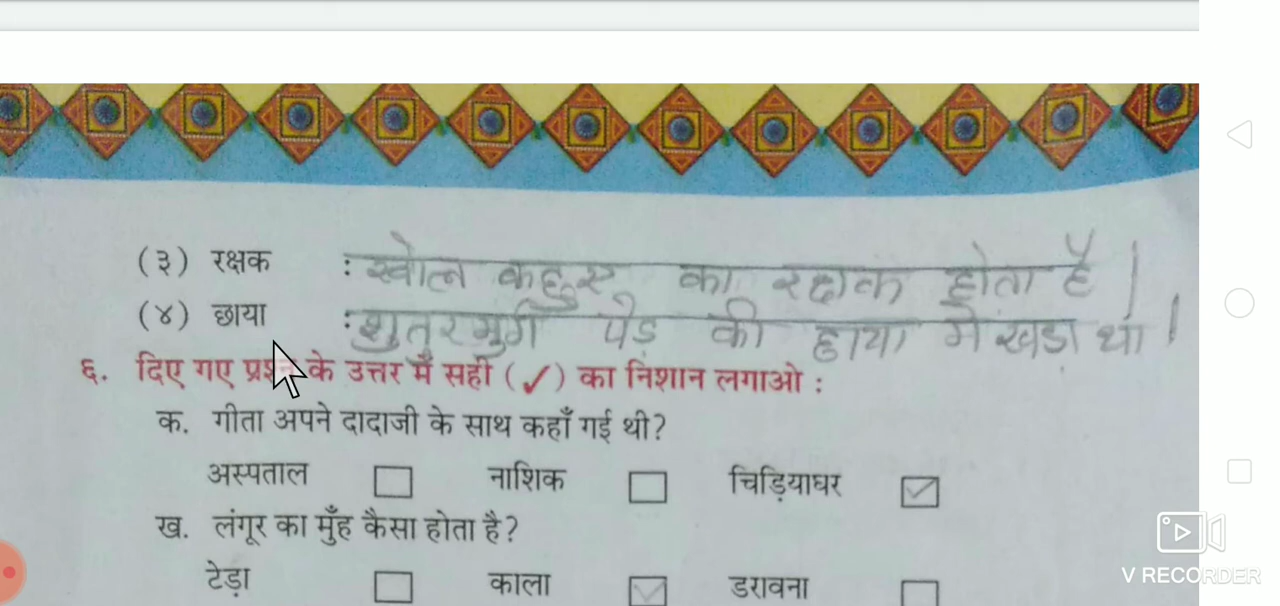 (३) रक्षक : खोल कछुए का रक्षक होता है।
(४) छाया : शुतुरमुर्ग पेड़ की छाया में खड़ा था।
६. दिए गए प्रश्न के उत्तर में सही (✓) का निशान लगाओ :
क. गीता अपने दादाजी के साथ कहाँ गई थी?
अस्पताल नाशिक चिड़ियाघर
ख. लंगूर का मुँह कैसा होता है?
टेड़ा काला डरावना
V RECORDER